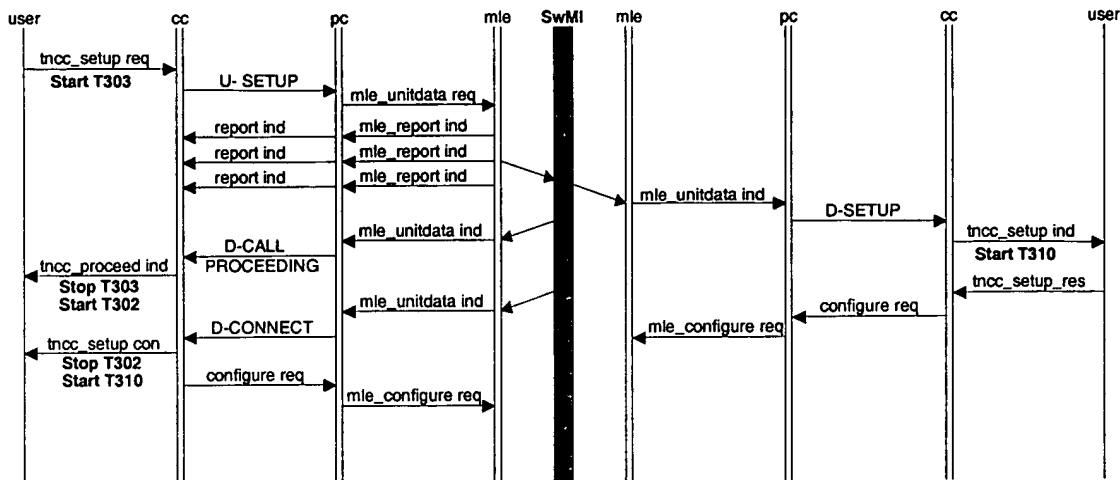 user cc pc mle SwMI mle pc cc user
tncc_setup req
Start T303
U- SETUP
mle_unitdata req
report ind
mle_report ind
report ind
mle_report ind
report ind
mle_report ind
mle_unitdata ind
D-SETUP
tncc_setup ind
Start T310
mle_unitdata ind
D-CALL
PROCEEDING
tncc_proceed ind
Stop T303
Start T302
tncc_setup_res
mle_unitdata ind
configure req
D-CONNECT
mle_configure req
tncc_setup con
Stop T302
Start T310
configure req
mle_configure req